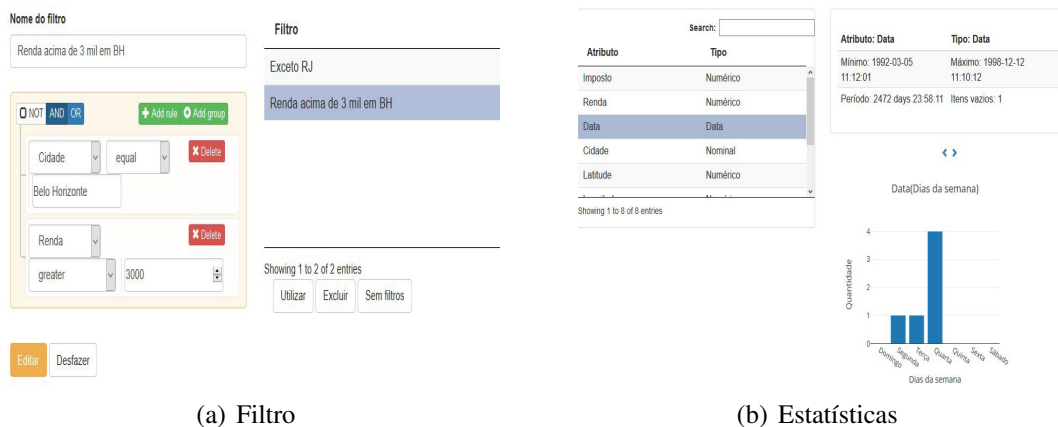 Nome do filtro
Renda acima de 3 mil em BH
NOT AND OR
Add rule Add group
Cidade equal Delete
Belo Horizonte
Renda Delete
greater 3000
Editar Desfazer
Filtro
Exceto RJ
Renda acima de 3 mil em BH
Showing 1 to 2 of 2 entries
Utilizar Excluir Sem filtros
(a) Filtro
Search:
Atributo Tipo
Imposto Numérico
Renda Numérico
Data Data
Cidade Nominal
Latitude Numérico
Showing 1 to 8 of 8 entries
Atributo: Data Tipo: Data
Mínimo: 1992-03-05 Máximo: 1998-12-12
11:12:01 11:10:12
Período: 2472 days 23:58:11 Itens vazios: 1
Data(Dias da semana)
4
3
2
1
0
Quantidade
Domingo Segunda Terça Quarta Quinta Sexta Sábado
Dias da semana
(b) Estatísticas